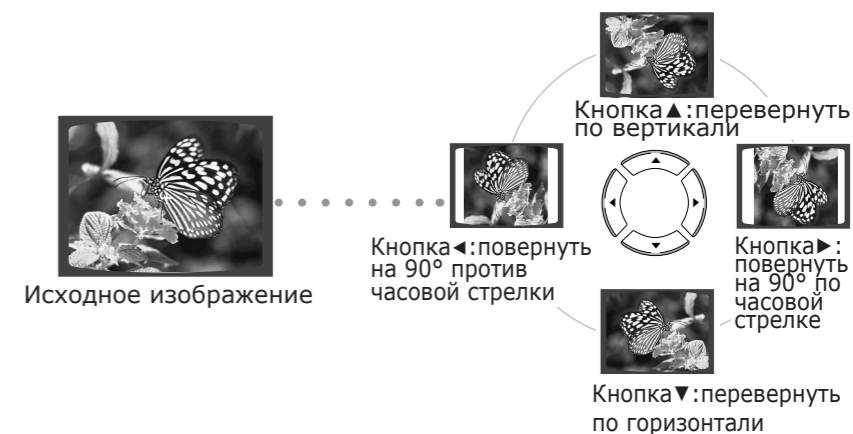 Кнопка▲:перевернуть
по вертикали
Кнопка◄:повернуть
на 90° против
часовой стрелки
Кнопка►:
повернуть
на 90° по
часовой
стрелке
Исходное изображение
Кнопка▼:перевернуть
по горизонтали